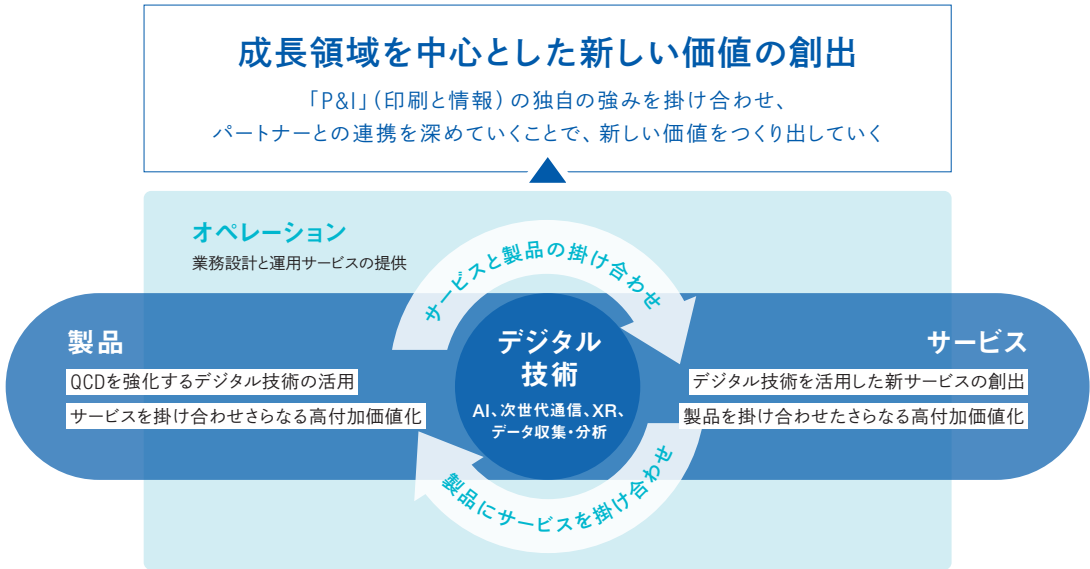 成長領域を中心とした新しい価値の創出
「P&I」(印刷と情報)の独自の強みを掛け合わせ、
パートナーとの連携を深めていくことで、新しい価値をつくり出していく
オペレーション
業務設計と運用サービスの提供
サービスと製品の掛け合わせ
製品
QCDを強化するデジタル技術の活用
サービスを掛け合わせさらなる高付加価値化
デジタル
技術
AI、次世代通信、XR、
データ収集・分析
サービス
デジタル技術を活用した新サービスの創出
製品を掛け合わせたさらなる高付加価値化
製品にサービスを掛け合わせ